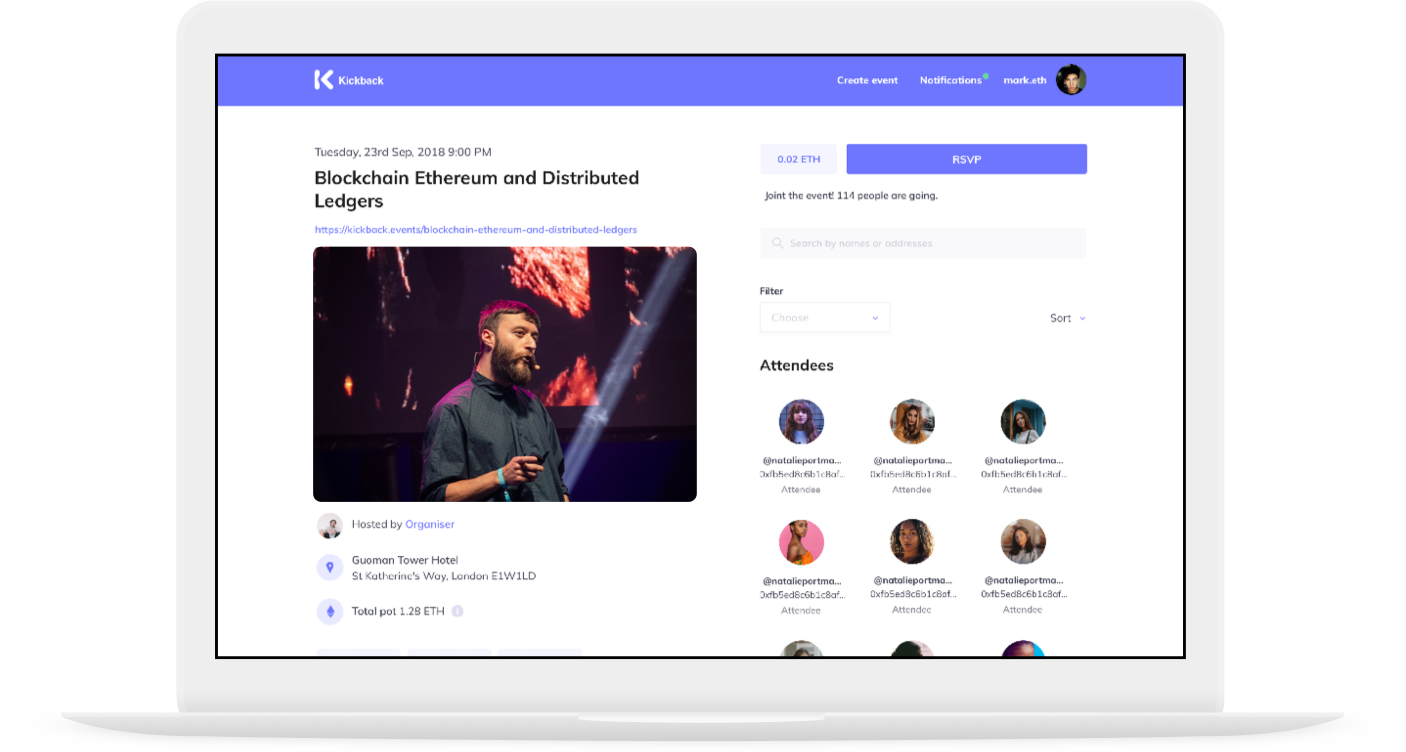 Kickback
Create event
Notifications
mark.eth
Tuesday, 23rd Sep, 2018 9:00 PM
Blockchain Ethereum and Distributed
Ledgers
https://kickback.events/blockchain-ethereum-and-distributed-ledgers
Hosted by Organiser
Guoman Tower Hotel
St Katherine's Way, London E1W1LD
Total pot 1.28 ETH
0.02 ETH
RSVP
Joint the event! 114 people are going.
Search by names or addresses
Filter
Choose
Sort
Attendees
@natalieportma... @natalieportma... @natalieportma...
0xfb5ed8c6b1c8af... 0xfb5ed8c6b1c8af... 0xfb5ed8c6b1c8af...
Attendee Attendee Attendee
@natalieportma... @natalieportma... @natalieportma...
0xfb5ed8c6b1c8af... 0xfb5ed8c6b1c8af... 0xfb5ed8c6b1c8af...
Attendee Attendee Attendee